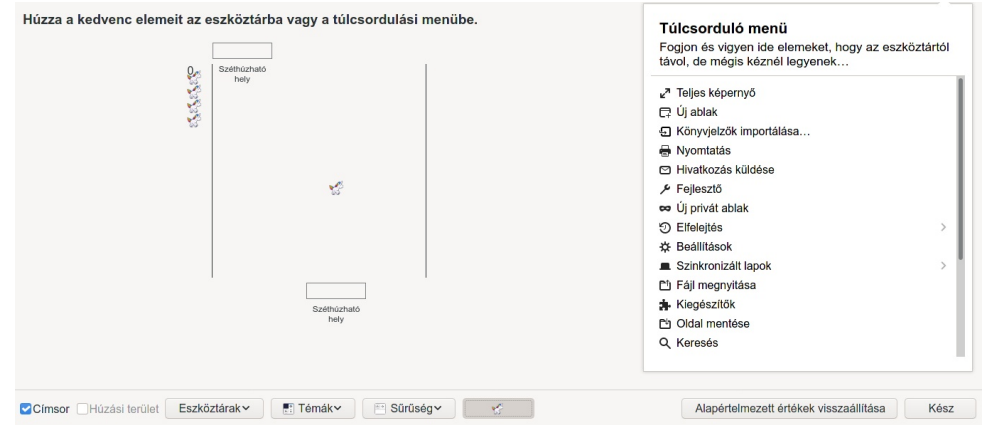 Húzza a kedvenc elemeit az eszköztárba vagy a túlcsordulási menübe.
0
Széthúzható
hely
Széthúzható
hely
Túlcsorduló menü
Fogjon és vigyen ide elemeket, hogy az eszköztártól
távol, de mégis kéznél legyenek…
Teljes képernyő
Új ablak
Könyvjelzők importálása…
Nyomtatás
Hivatkozás küldése
Fejlesztő
Új privát ablak
Elfelejtés
Beállítások
Szinkronizált lapok
Fájl megnyitása
Kiegészítők
Oldal mentése
Keresés
Címsor Húzási terület Eszköztárak Témák Sűrűség Alapértelmezett értékek visszaállítása Kész